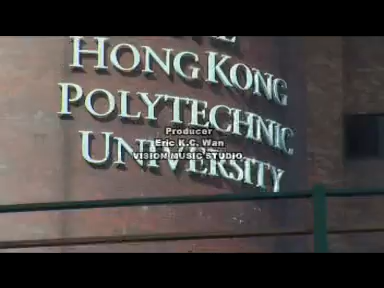 HONG KONG
POLYTECHNIC
UNIVERSITY
Producer
Eric K.C. Wan
VISION MUSIC STUDIO